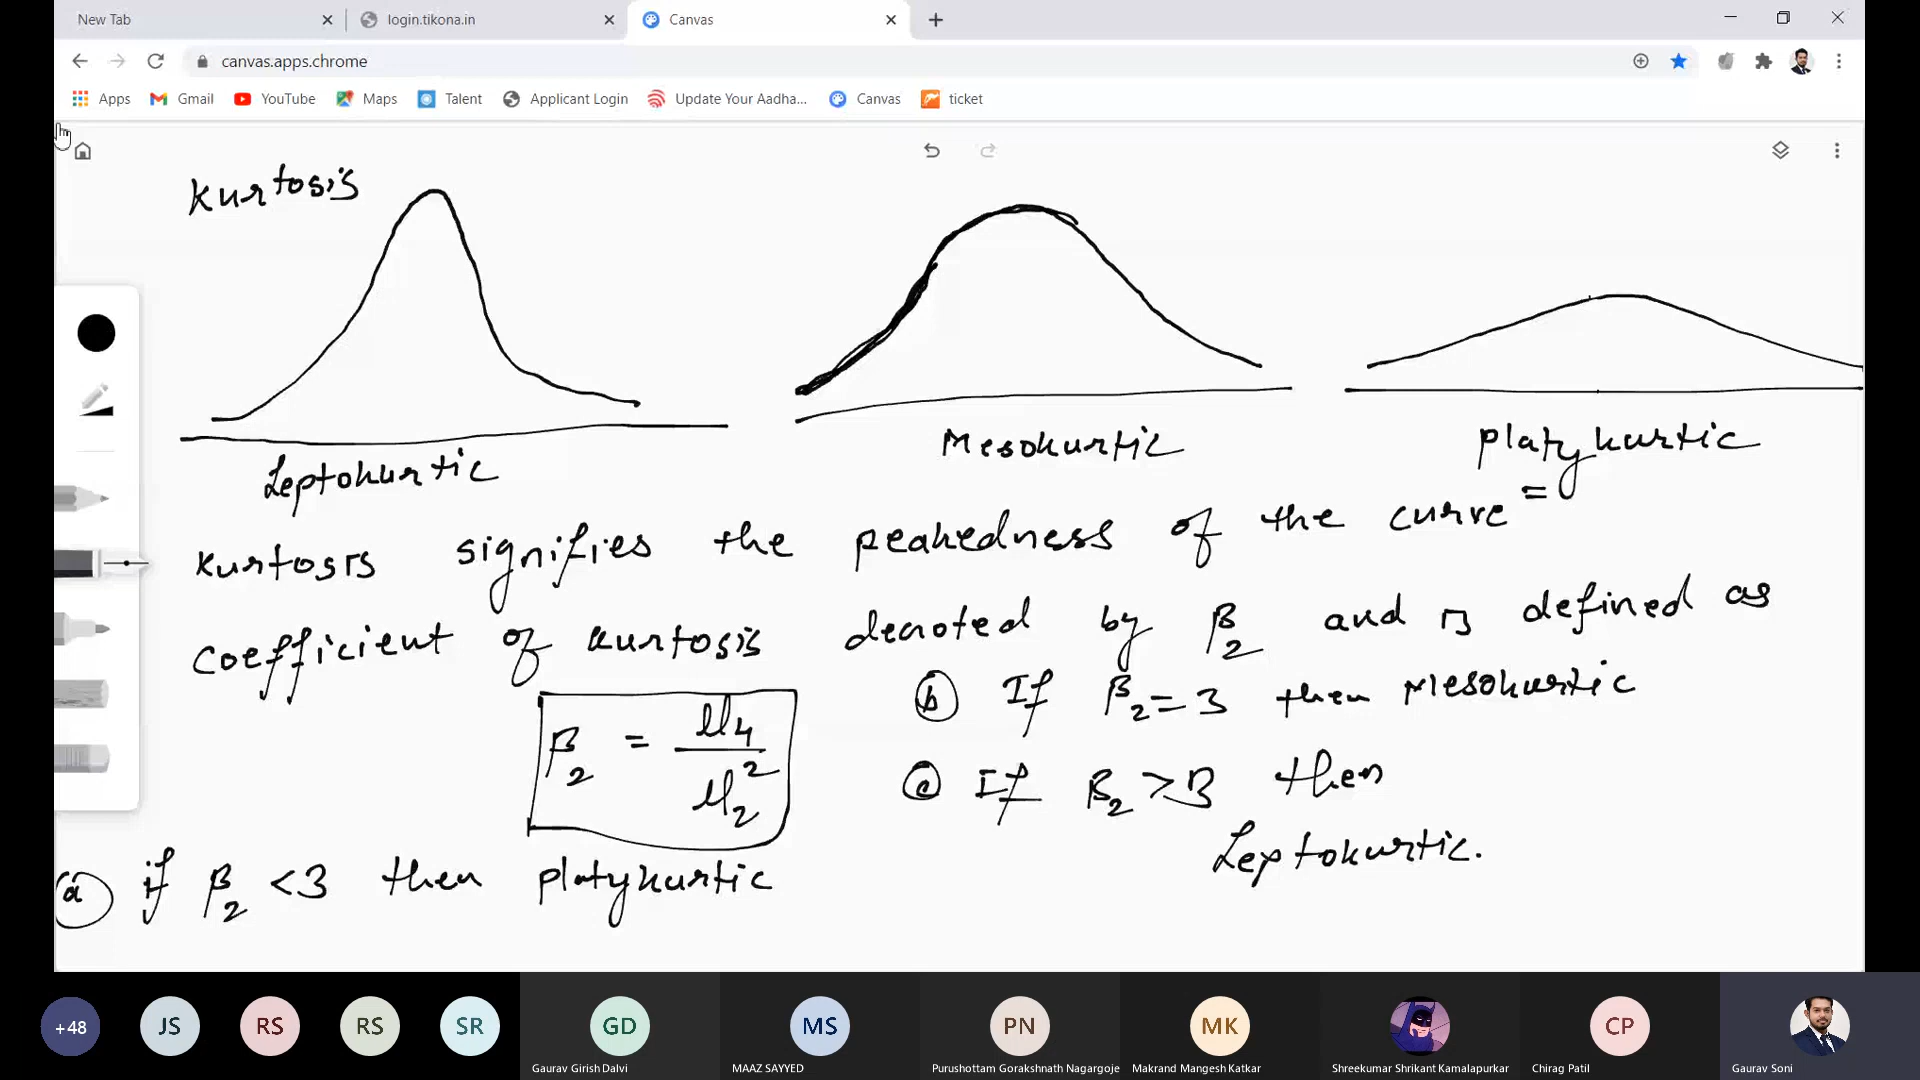 New Tab
login.tikona.in
Canvas
canvas.apps.chrome
Apps
Gmail
YouTube
Maps
Talent
Applicant Login
Update Your Aadha...
Canvas
ticket
Kurtosis
Leptokurtic
Mesokurtic
platykurtic
=
Kurtosis signifies the peakedness of the curve
coefficient of kurtosis denoted by β₂ and is defined as
β₂ = μ₄ / μ₂²
ⓑ If β₂ = 3 then Mesokurtic
ⓒ If β₂ > 3 then
Leptokurtic.
ⓐ if β₂ < 3 then platykurtic
+48
JS
RS
RS
SR
GD
MS
PN
MK
CP
Gaurav Girish Dalvi
MAAZ SAYYED
Purushottam Gorakshnath Nagargoje
Makrand Mangesh Katkar
Shreekumar Shrikant Kamalapurkar
Chirag Patil
Gaurav Soni